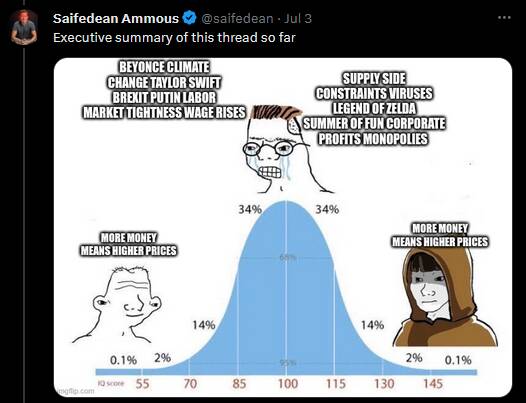 Saifedean Ammous @saifedean · Jul 3
Executive summary of this thread so far
BEYONCE CLIMATE
CHANGE TAYLOR SWIFT
BREXIT PUTIN LABOR
MARKET TIGHTNESS WAGE RISES
SUPPLY SIDE
CONSTRAINTS VIRUSES
LEGEND OF ZELDA
SUMMER OF FUN CORPORATE
PROFITS MONOPOLIES
34% 34%
MORE MONEY
MEANS HIGHER PRICES
MORE MONEY
MEANS HIGHER PRICES
68%
14% 14%
0.1% 2% 95% 2% 0.1%
IQ score 55 70 85 100 115 130 145
imgflip.com